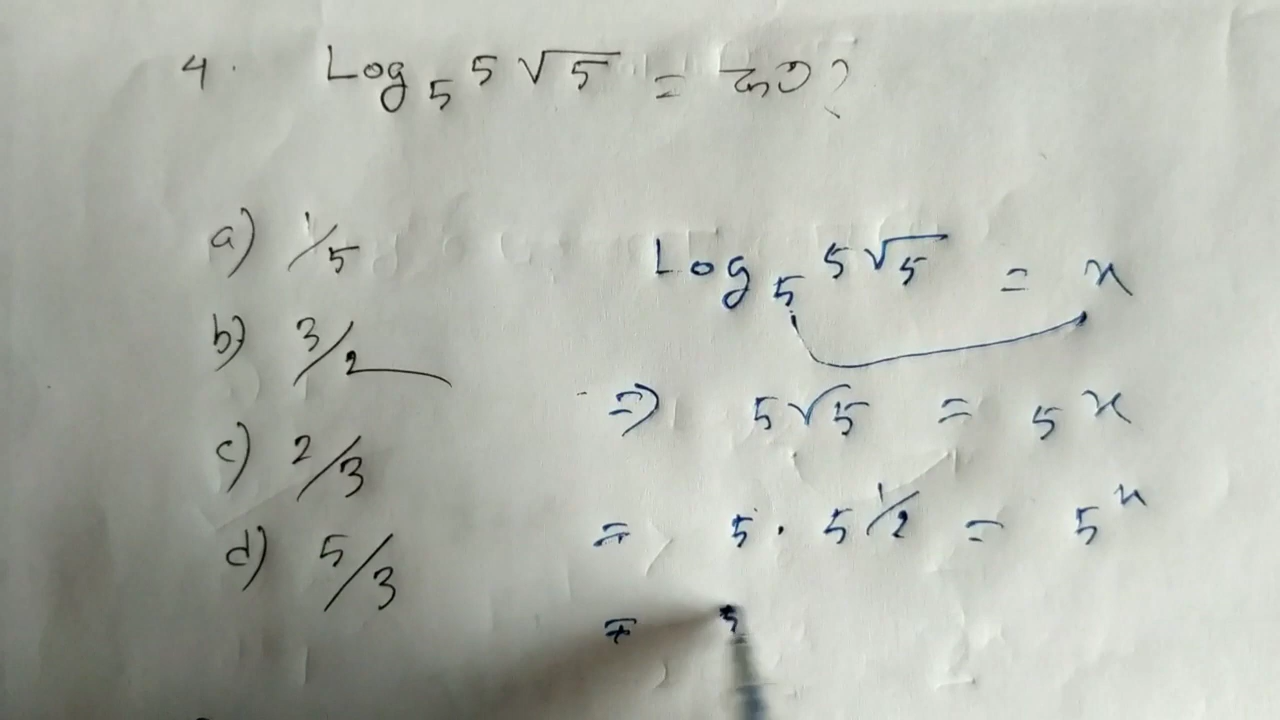 4. Log₅ 5√5 = কত?
a) 1/5
b) 3/2
c) 2/3
d) 5/3
Log₅ 5√5 = x
⇒ 5√5 = 5ˣ
= 5 · 5^1/2 = 5ˣ
= 5